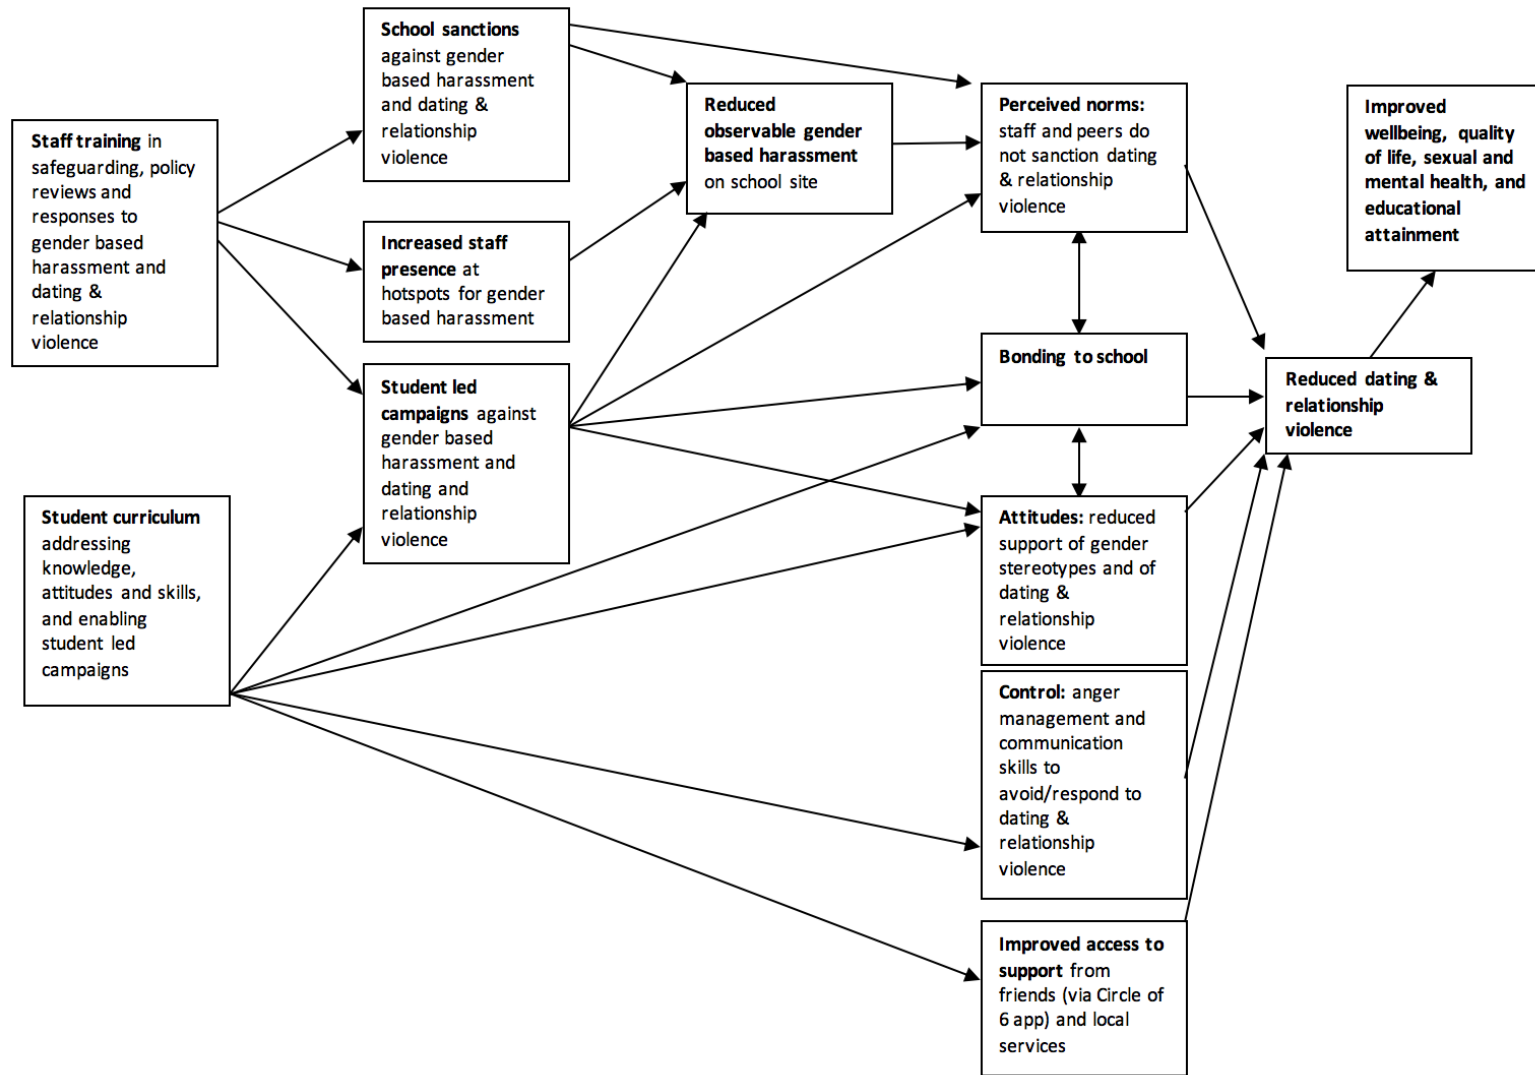 Staff training in
safeguarding, policy
reviews and
responses to
gender based
harassment and
dating &
relationship
violence
Student curriculum
addressing
knowledge,
attitudes and skills,
and enabling
student led
campaigns
School sanctions
against gender
based harassment
and dating &
relationship
violence
Increased staff
presence at
hotspots for gender
based harassment
Student led
campaigns against
gender based
harassment and
dating and
relationship
violence
Reduced
observable gender
based harassment
on school site
Perceived norms:
staff and peers do
not sanction dating
& relationship
violence
Bonding to school
Attitudes: reduced
support of gender
stereotypes and of
dating &
relationship
violence
Control: anger
management and
communication
skills to
avoid/respond to
dating &
relationship
violence
Improved access to
support from
friends (via Circle of
6 app) and local
services
Reduced dating &
relationship
violence
Improved
wellbeing, quality
of life, sexual and
mental health, and
educational
attainment